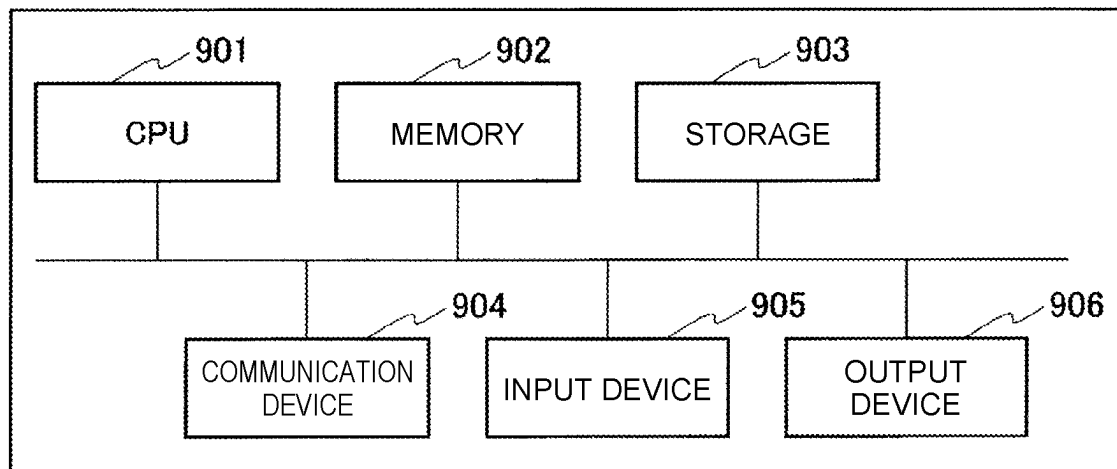 901
902
903
CPU
MEMORY
STORAGE
904
905
906
COMMUNICATION
DEVICE
INPUT DEVICE
OUTPUT
DEVICE